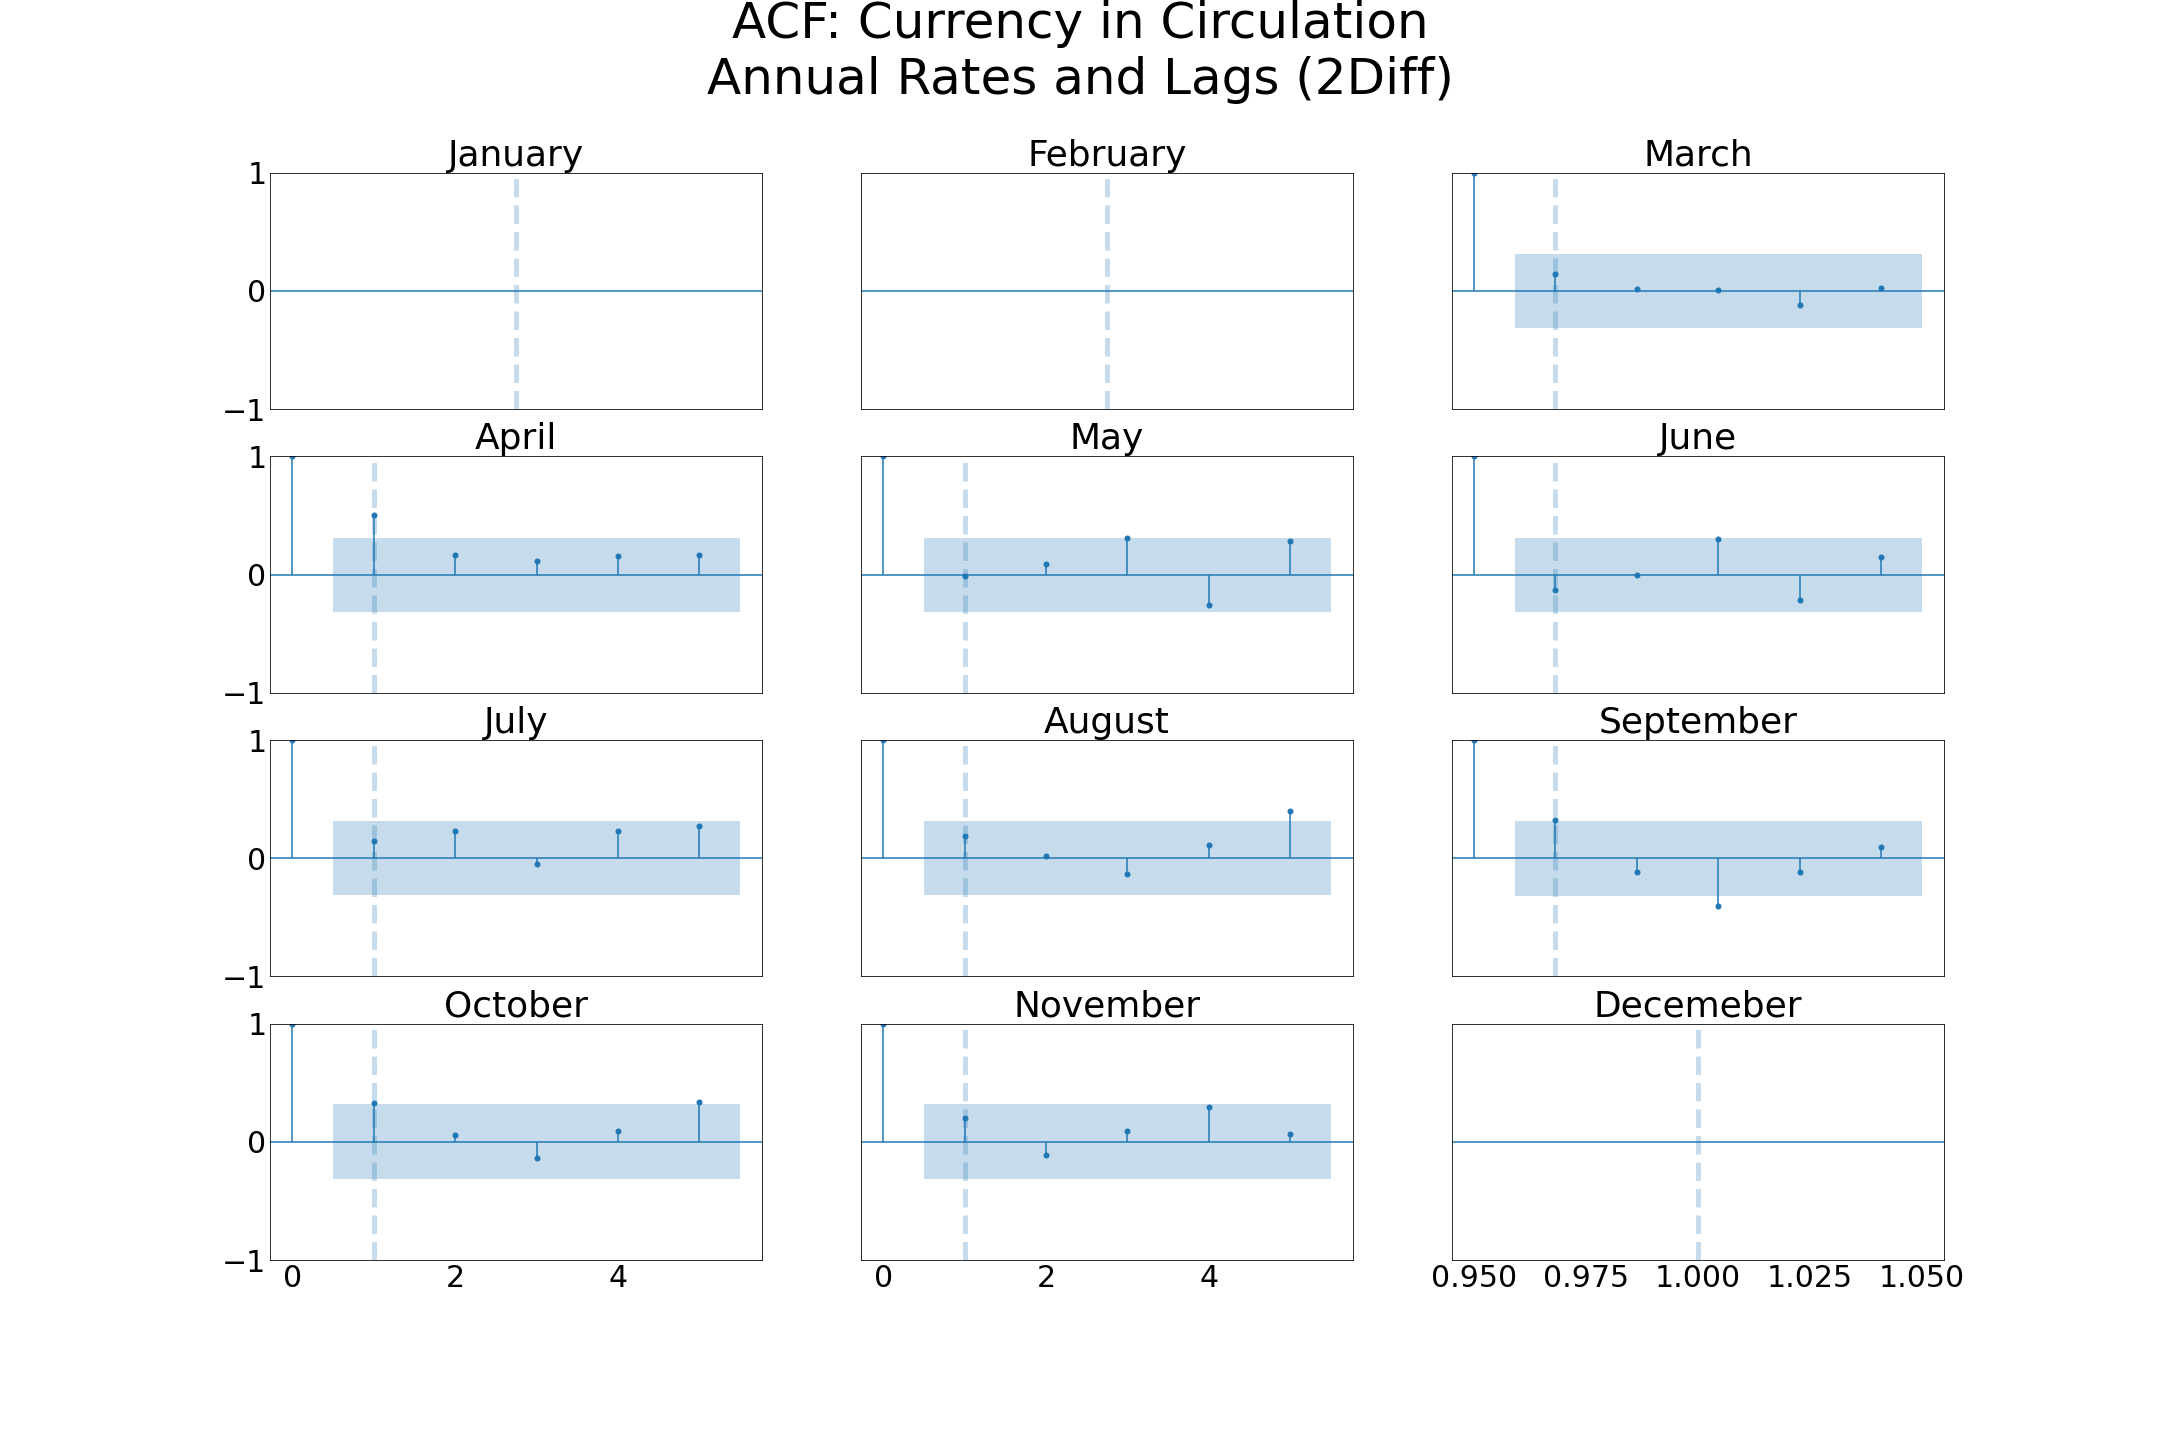 ACF: Currency in Circulation
Annual Rates and Lags (2Diff)
January
February
March
1
0
−1
April
May
June
1
0
−1
July
August
September
1
0
−1
October
November
Decemeber
1
0
−1
0 2 4
0 2 4
0.950 0.975 1.000 1.025 1.050